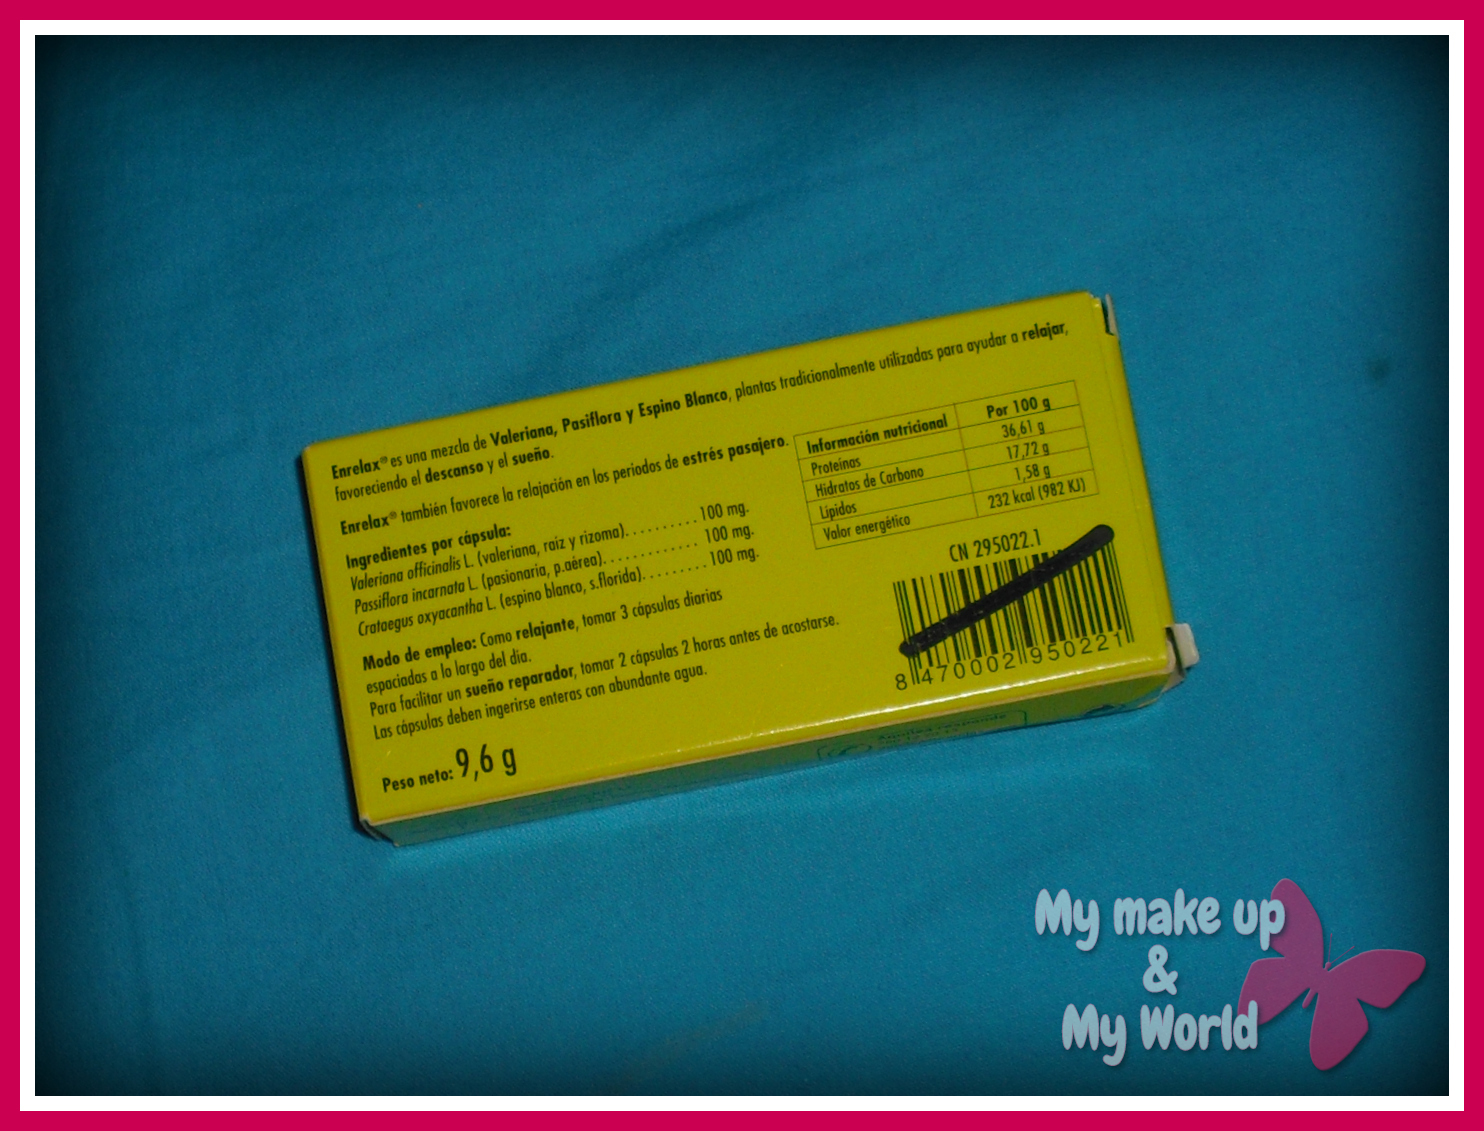 Enrelax® es una mezcla de Valeriana, Pasiflora y Espino Blanco, plantas tradicionalmente utilizadas para ayudar a relajar,
favoreciendo el descanso y el sueño.
Enrelax® también favorece la relajación en los periodos de estrés pasajero.
Ingredientes por cápsula:
Valeriana officinalis L. (valeriana, raíz y rizoma).......... 100 mg.
Passiflora incarnata L. (pasionaria, p.aérea)............. 100 mg.
Crataegus oxyacantha L. (espino blanco, s.florida)......... 100 mg.
Modo de empleo: Como relajante, tomar 3 cápsulas diarias
espaciadas a lo largo del día.
Para facilitar un sueño reparador, tomar 2 cápsulas 2 horas antes de acostarse.
Las cápsulas deben ingerirse enteras con abundante agua.
Peso neto: 9,6 g
Información nutricional Por 100 g
Proteínas 36,61 g
Hidratos de Carbono 17,72 g
Lípidos 1,58 g
Valor energético 232 kcal (982 KJ)
CN 295022.1
8 470002 950221
My make up
&
My World